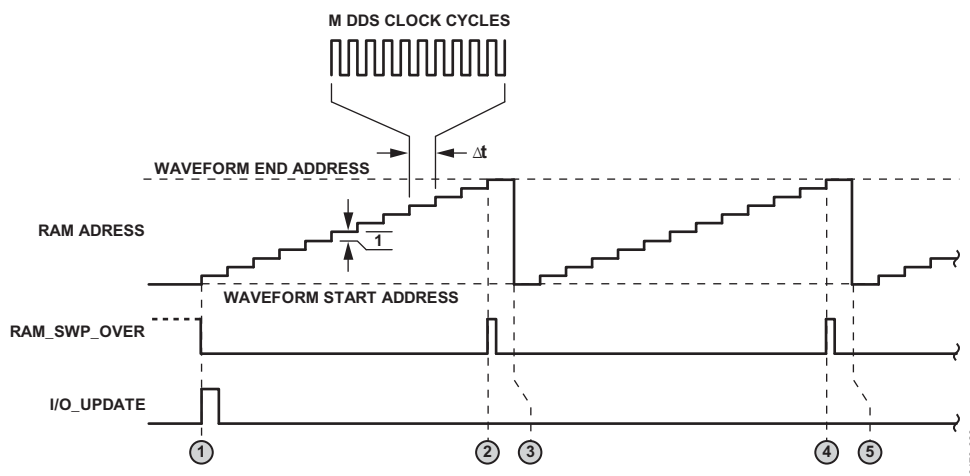 M DDS CLOCK CYCLES
Δt
WAVEFORM END ADDRESS
RAM ADRESS
1
WAVEFORM START ADDRESS
RAM_SWP_OVER
I/O_UPDATE
1 2 3 4 5